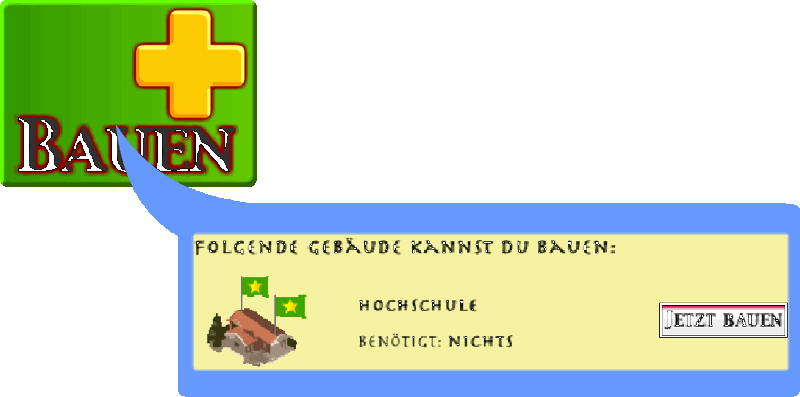 BAUEN
FOLGENDE GEBÄUDE KANNST DU BAUEN:
HOCHSCHULE
BENÖTIGT: NICHTS
JETZT BAUEN